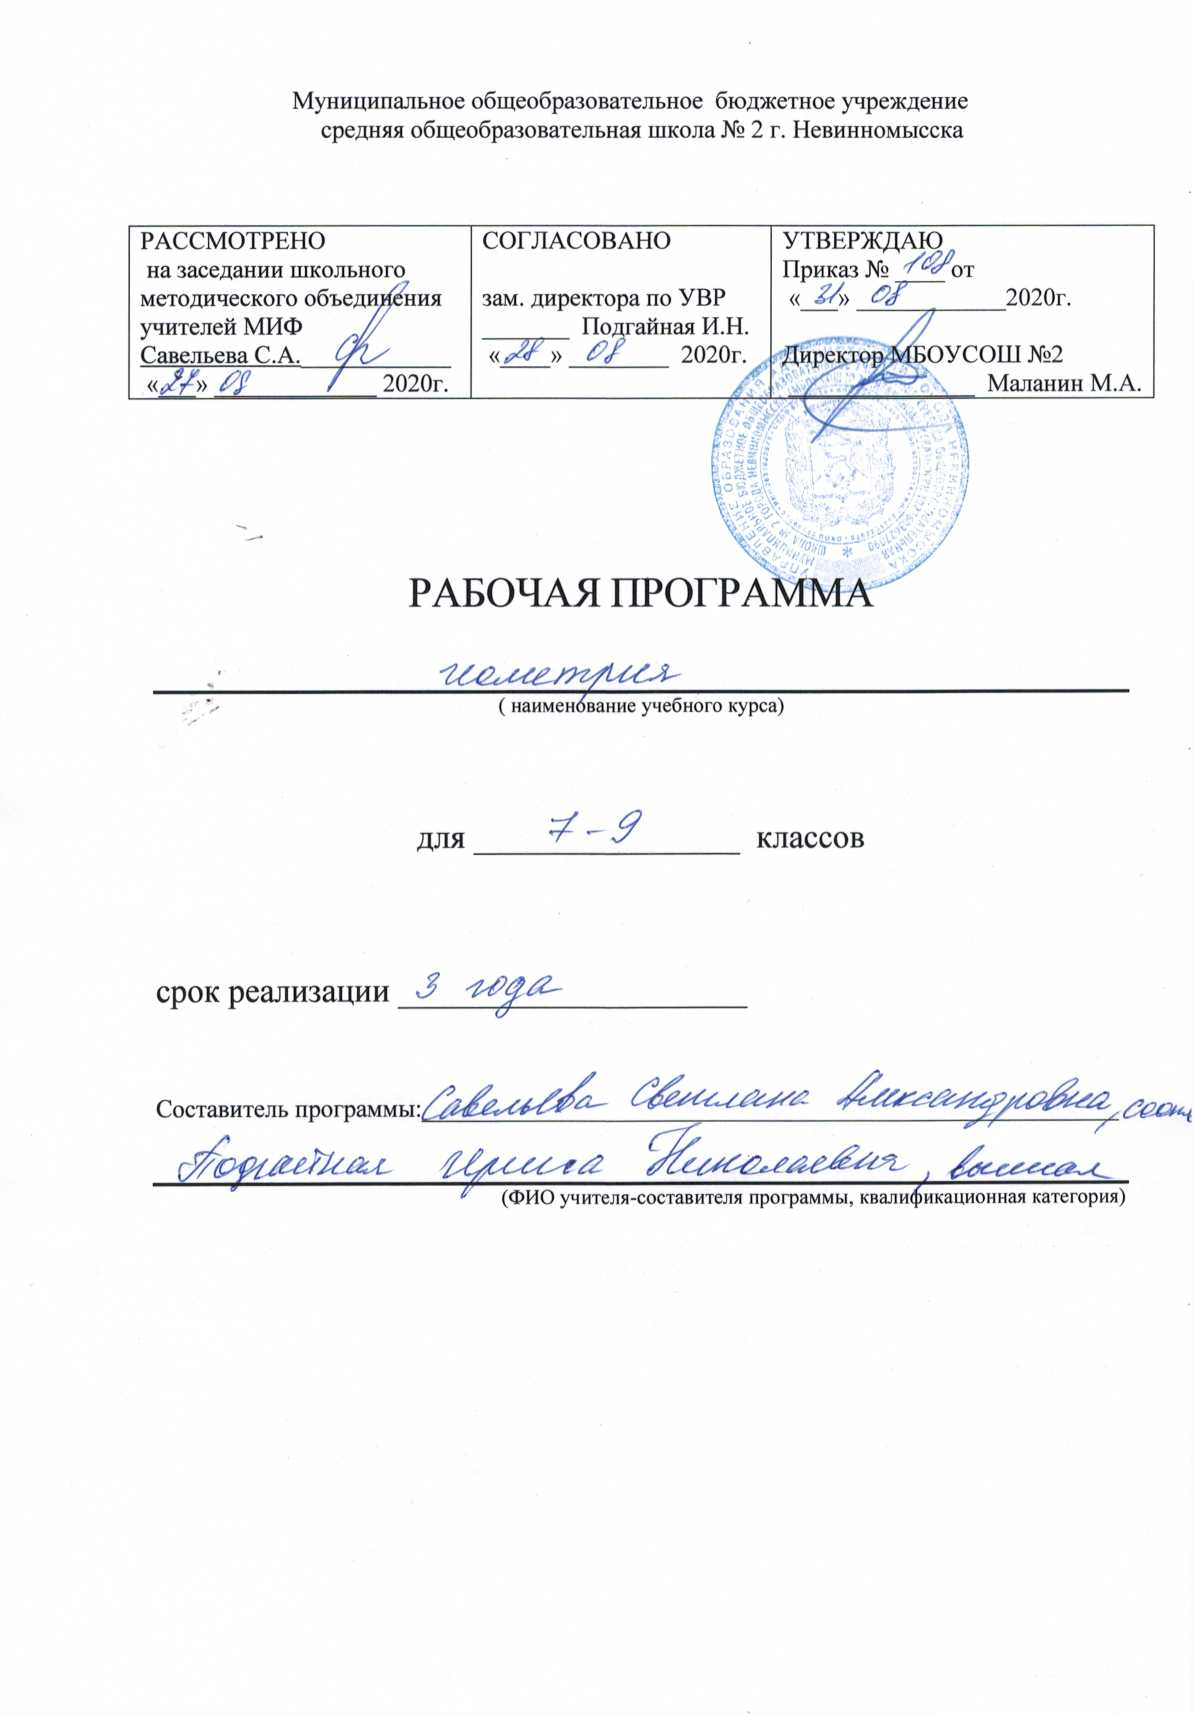 Муниципальное общеобразовательное бюджетное учреждение
средняя общеобразовательная школа № 2 г. Невинномысска
РАССМОТРЕНО
на заседании школьного
методического объединения
учителей МИФ
Савельева С.А.
«27» 08 2020г.
СОГЛАСОВАНО
зам. директора по УВР
Подгайная И.Н.
«28» 08 2020г.
УТВЕРЖДАЮ
Приказ № 108 от
«31» 08 2020г.
Директор МБОУСОШ №2
Маланин М.А.
РАБОЧАЯ ПРОГРАММА
геометрия
( наименование учебного курса)
для 7-9 классов
срок реализации 3 года
Составитель программы: Савельева Светлана Александровна,
Николаевна,
(ФИО учителя-составителя программы, квалификационная категория)